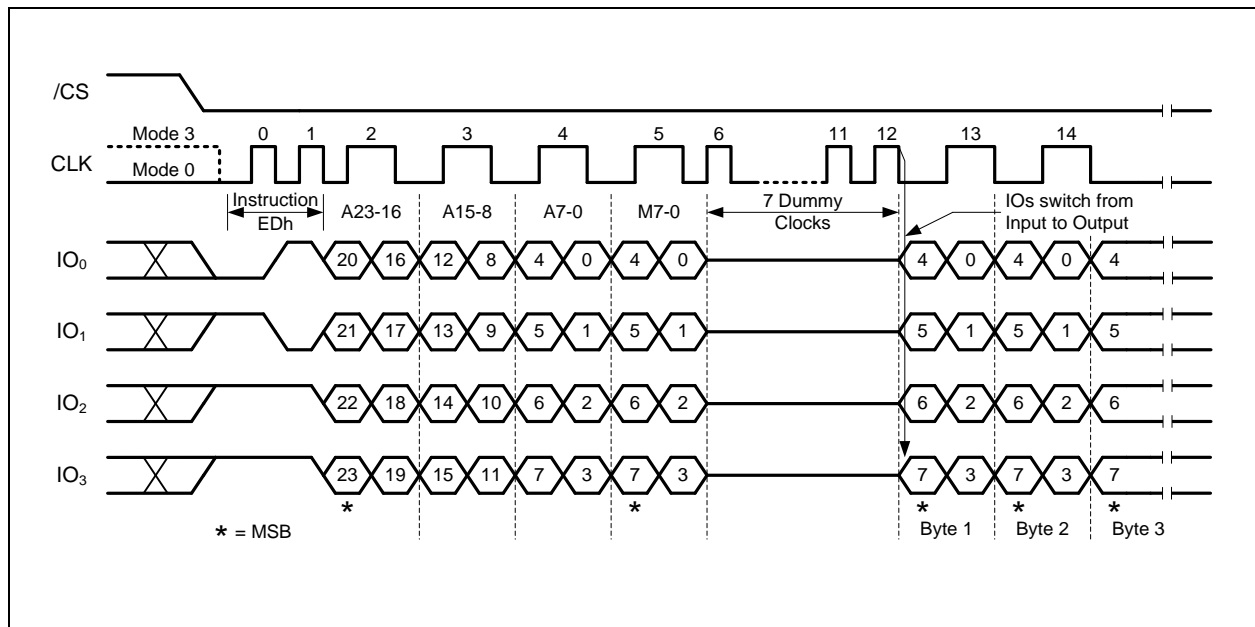 /CS
Mode 3 0 1 2 3 4 5 6 11 12 13 14
CLK Mode 0
Instruction EDh A23-16 A15-8 A7-0 M7-0 7 Dummy Clocks IOs switch from Input to Output
IO₀ 20 16 12 8 4 0 4 0 4 0 4 0 4
IO₁ 21 17 13 9 5 1 5 1 5 1 5 1 5
IO₂ 22 18 14 10 6 2 6 2 6 2 6 2 6
IO₃ 23 19 15 11 7 3 7 3 7 3 7 3 7
* * * * *
* = MSB Byte 1 Byte 2 Byte 3